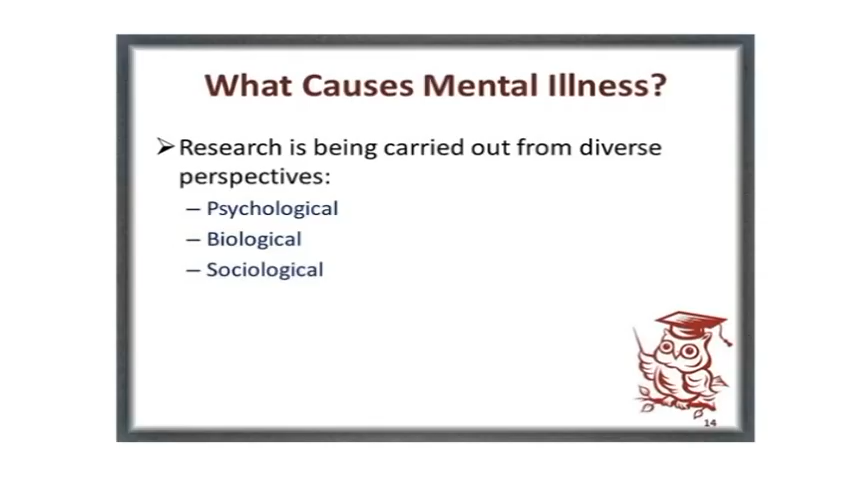 What Causes Mental Illness?
➢ Research is being carried out from diverse
perspectives:
– Psychological
– Biological
– Sociological
14